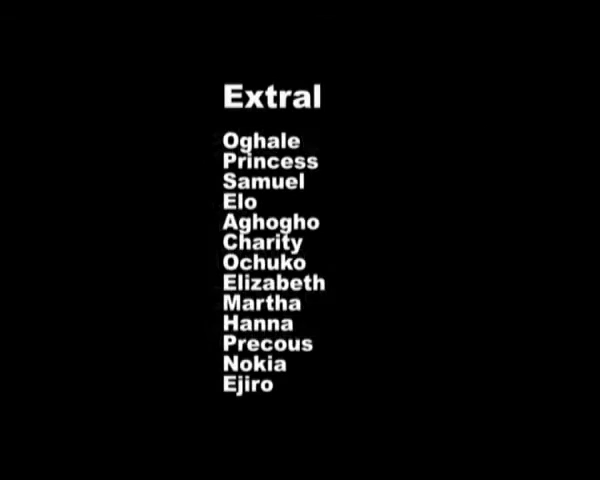 Extral
Oghale
Princess
Samuel
Elo
Aghogho
Charity
Ochuko
Elizabeth
Martha
Hanna
Precous
Nokia
Ejiro